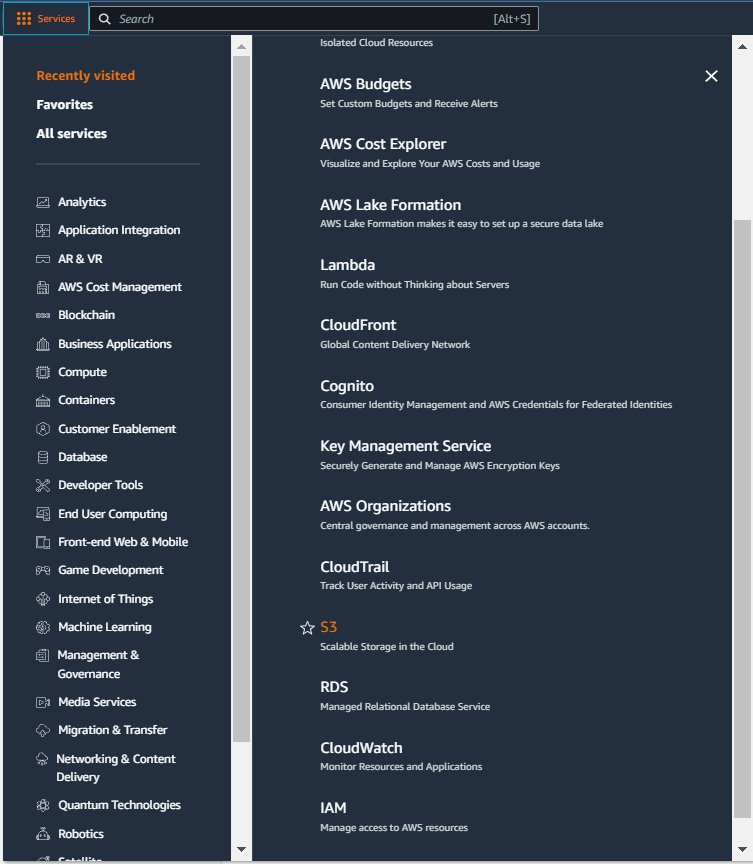 Services
Search [Alt+S]
Recently visited
Favorites
All services
Analytics
Application Integration
AR & VR
AWS Cost Management
Blockchain
Business Applications
Compute
Containers
Customer Enablement
Database
Developer Tools
End User Computing
Front-end Web & Mobile
Game Development
Internet of Things
Machine Learning
Management &
Governance
Media Services
Migration & Transfer
Networking & Content
Delivery
Quantum Technologies
Robotics
Satellite
Isolated Cloud Resources
AWS Budgets
Set Custom Budgets and Receive Alerts
AWS Cost Explorer
Visualize and Explore Your AWS Costs and Usage
AWS Lake Formation
AWS Lake Formation makes it easy to set up a secure data lake
Lambda
Run Code without Thinking about Servers
CloudFront
Global Content Delivery Network
Cognito
Consumer Identity Management and AWS Credentials for Federated Identities
Key Management Service
Securely Generate and Manage AWS Encryption Keys
AWS Organizations
Central governance and management across AWS accounts.
CloudTrail
Track User Activity and API Usage
S3
Scalable Storage in the Cloud
RDS
Managed Relational Database Service
CloudWatch
Monitor Resources and Applications
IAM
Manage access to AWS resources